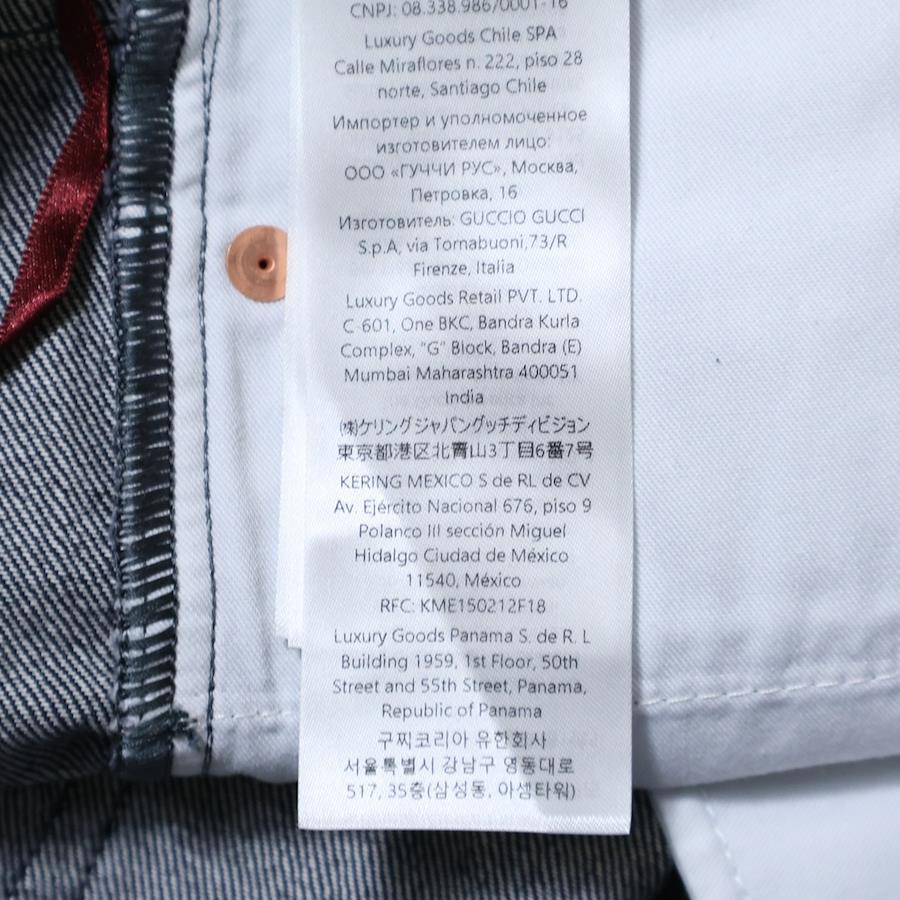 CNPJ: 08.338.986/0001-16
Luxury Goods Chile SPA
Calle Miraflores n. 222, piso 28
norte, Santiago Chile
Импортер и уполномоченное
изготовителем лицо:
ООО «ГУЧЧИ РУС», Москва,
Петровка, 16
Изготовитель: GUCCIO GUCCI
S.p.A, via Tornabuoni,73/R
Firenze, Italia
Luxury Goods Retail PVT. LTD.
C-601, One BKC, Bandra Kurla
Complex, "G" Block, Bandra (E)
Mumbai Maharashtra 400051
India
㈱ケリングジャパングッチディビジョン
東京都港区北青山3丁目6番7号
KERING MEXICO S de RL de CV
Av. Ejército Nacional 676, piso 9
Polanco III sección Miguel
Hidalgo Ciudad de México
11540, México
RFC: KME150212F18
Luxury Goods Panama S. de R. L
Building 1959, 1st Floor, 50th
Street and 55th Street, Panama,
Republic of Panama
구찌코리아 유한회사
서울특별시 강남구 영동대로
517, 35층(삼성동, 아셈타워)